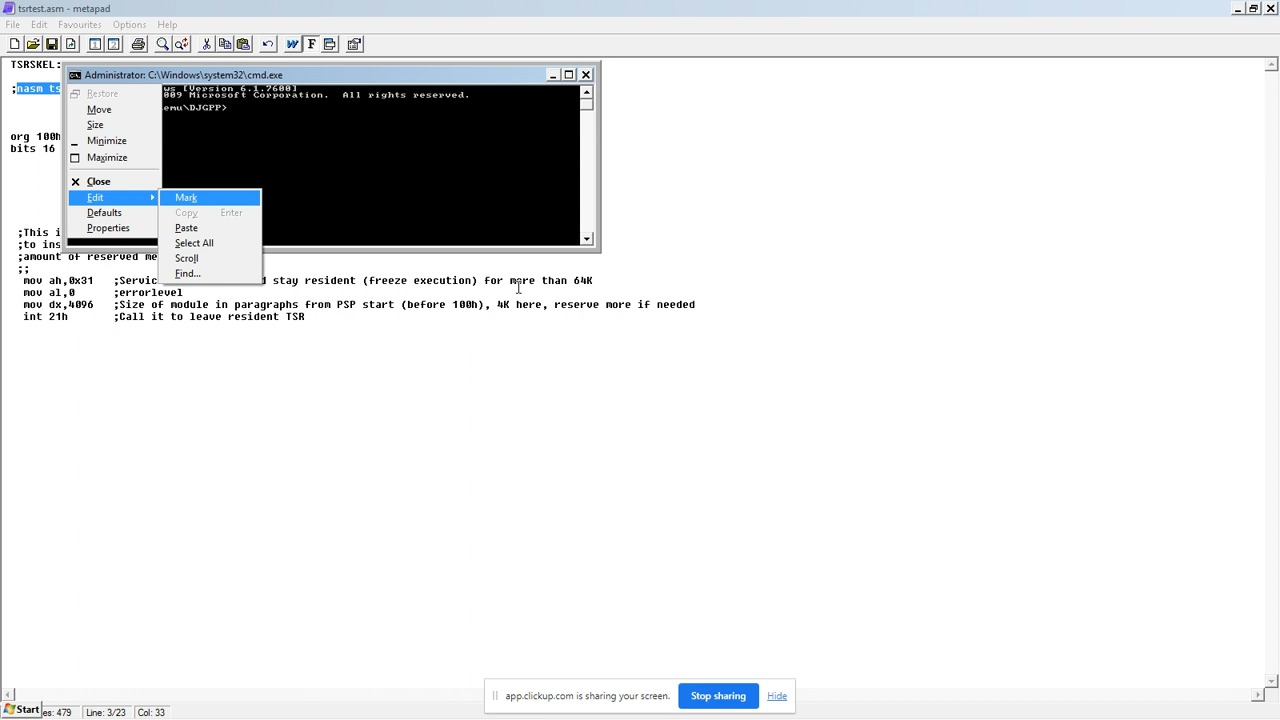 tsrtest.asm - metapad
File Edit Favourites Options Help
TSRSKEL:
;nasm ts
org 100h
bits 16
Administrator: C:\Windows\system32\cmd.exe
ws [Version 6.1.7600]
009 Microsoft Corporation.  All rights reserved.
emu\DJGPP>
Restore
Move
Size
Minimize
Maximize
Close
Edit
Defaults
Properties
Mark
Copy Enter
Paste
Select All
Scroll
Find...
;This i
;to ins
;amount of reserved me
;;
mov ah,0x31 ;Servic d stay resident (freeze execution) for more than 64K
mov al,0 ;errorlevel
mov dx,4096 ;Size of module in paragraphs from PSP start (before 100h), 4K here, reserve more if needed
int 21h ;Call it to leave resident TSR
app.clickup.com is sharing your screen. Stop sharing Hide
Start es: 479 Line: 3/23 Col: 33